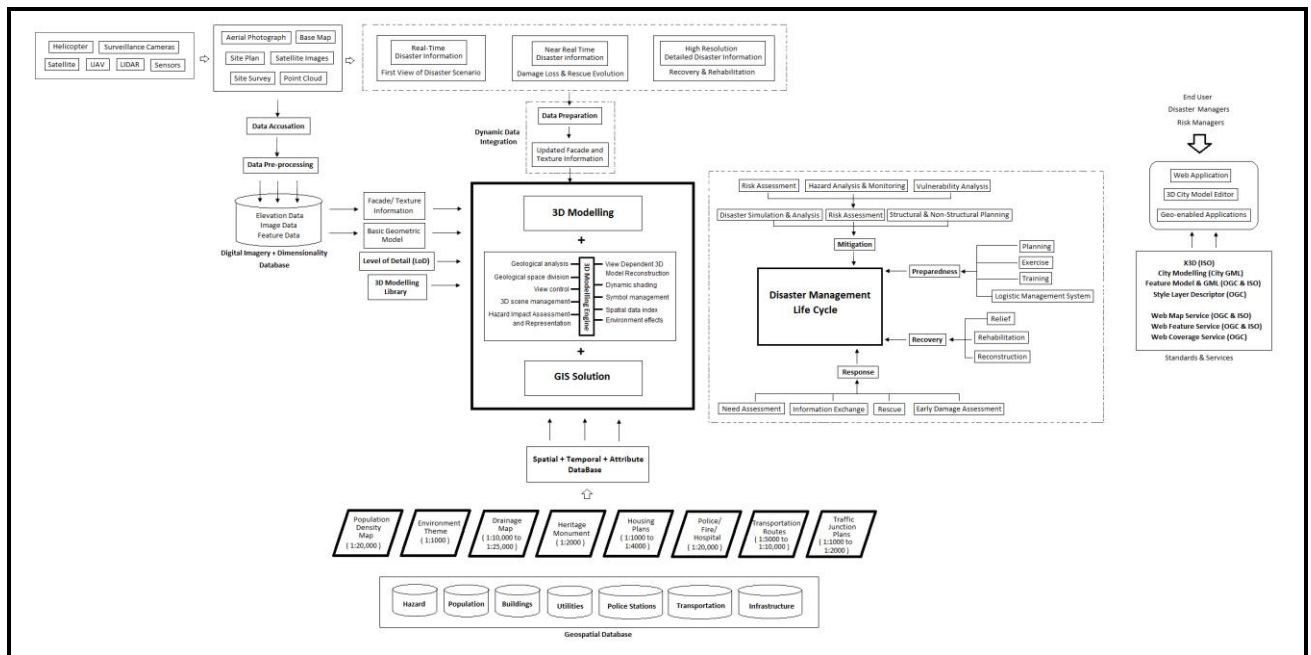 Helicopter
Surveillance Cameras
Satellite
UAV
LIDAR
Sensors
Aerial Photograph
Base Map
Site Plan
Satellite Images
Site Survey
Point Cloud
Real-Time
Disaster Information
First View of Disaster Scenario
Near Real Time
Disaster Information
Damage Loss & Rescue Evolution
High Resolution
Detailed Disaster Information
Recovery & Rehabilitation
Data Accusation
Data Pre-processing
Elevation Data
Image Data
Feature Data
Digital Imagery + Dimensionality
Database
Facade/ Texture
Information
Basic Geometric
Model
Level of Detail (LoD)
3D Modelling
Library
Dynamic Data
Integration
Data Preparation
Updated Facade and
Texture Information
3D Modelling
+
Geological analysis
Geological space division
View control
3D scene management
Hazard Impact Assessment
and Representation
3D Modelling Engine
View Dependent 3D
Model Reconstruction
Dynamic shading
Symbol management
Spatial data index
Environment effects
+
GIS Solution
Spatial + Temporal + Attribute
DataBase
Population
Density
Map
( 1:20,000 )
Environment
Theme
( 1:1000 )
Drainage
Map
( 1:10,000 to
1:25,000 )
Heritage
Monument
( 1:2000 )
Housing
Plans
( 1:1000 to
1:4000 )
Police/
Fire/
Hospital
( 1:20,000 )
Transportation
Routes
( 1:5000 to
1:10,000 )
Traffic
Junction
Plans
( 1:1000 to
1:2000 )
Hazard
Population
Buildings
Utilities
Police Stations
Transportation
Infrastructure
Geospatial Database
Risk Assessment
Hazard Analysis & Monitoring
Vulnerability Analysis
Disaster Simulation & Analysis
Risk Assessment
Structural & Non-Structural Planning
Mitigation
Disaster Management
Life Cycle
Preparedness
Planning
Exercise
Training
Logistic Management System
Recovery
Relief
Rehabilitation
Reconstruction
Response
Need Assessment
Information Exchange
Rescue
Early Damage Assessment
End User
Disaster Managers
Risk Managers
Web Application
3D City Model Editor
Geo-enabled Applications
X3D (ISO)
City Modelling (City GML)
Feature Model & GML (OGC & ISO)
Style Layer Descriptor (OGC)
Web Map Service (OGC & ISO)
Web Feature Service (OGC & ISO)
Web Coverage Service (OGC)
Standards & Services